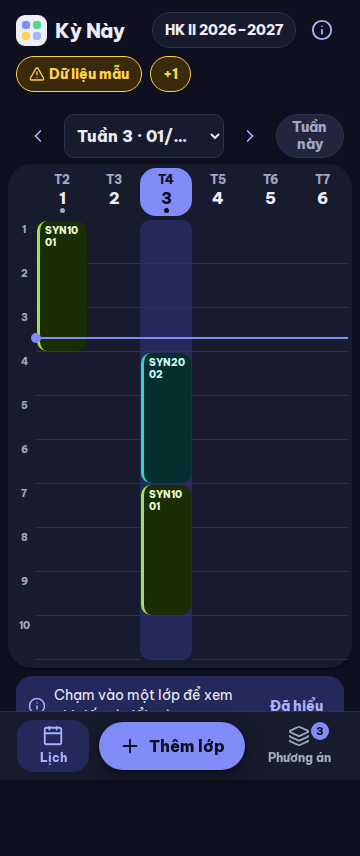 Kỳ Này
HK II 2026–2027
Dữ liệu mẫu
+1
Tuần 3 · 01/...
Tuần
này
T2 T3 T4 T5 T6 T7
1 2 3 4 5 6
1
SYN10
01
2
3
4
SYN20
02
5
6
7
SYN10
01
8
9
10
Chạm vào một lớp để xem
Đã hiểu
Lịch
Thêm lớp
3
Phương án